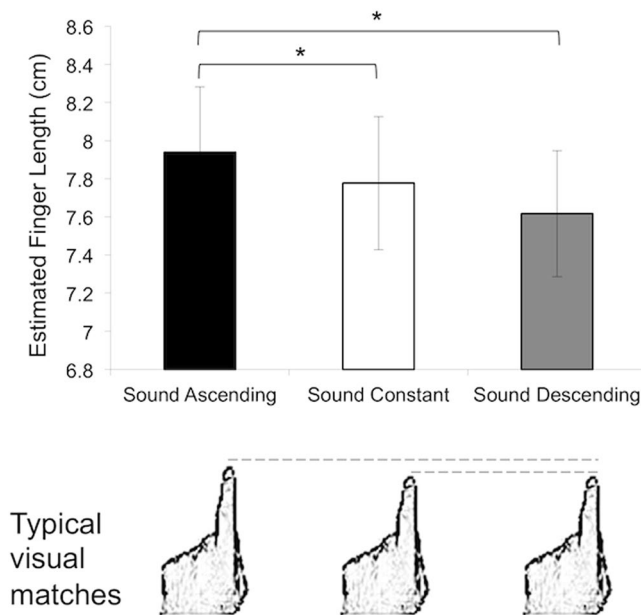 Estimated Finger Length (cm)
8.6
8.4
8.2
8
7.8
7.6
7.4
7.2
7
6.8
*
*
Sound Ascending
Sound Constant
Sound Descending
Typical
visual
matches